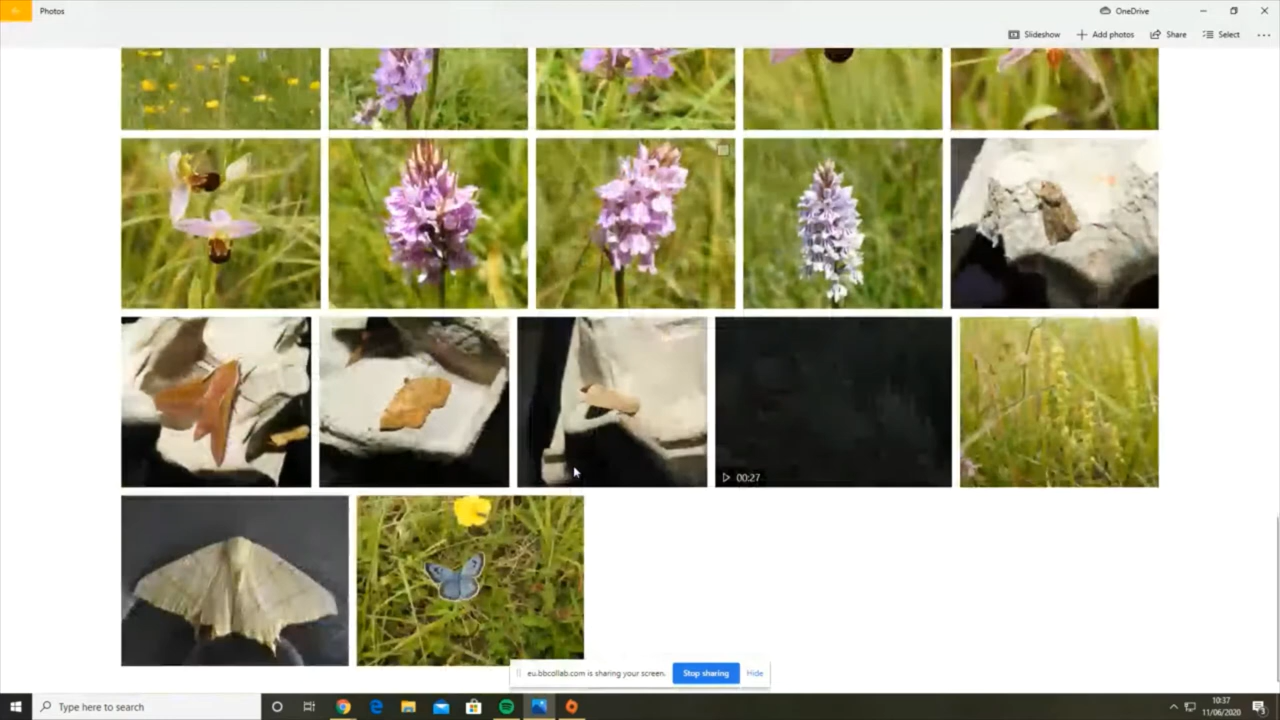 Photos
OneDrive
Slideshow
Add photos
Share
Select
00:27
eu.bbcollab.com is sharing your screen.
Stop sharing
Hide
Type here to search
10:37
11/06/2020